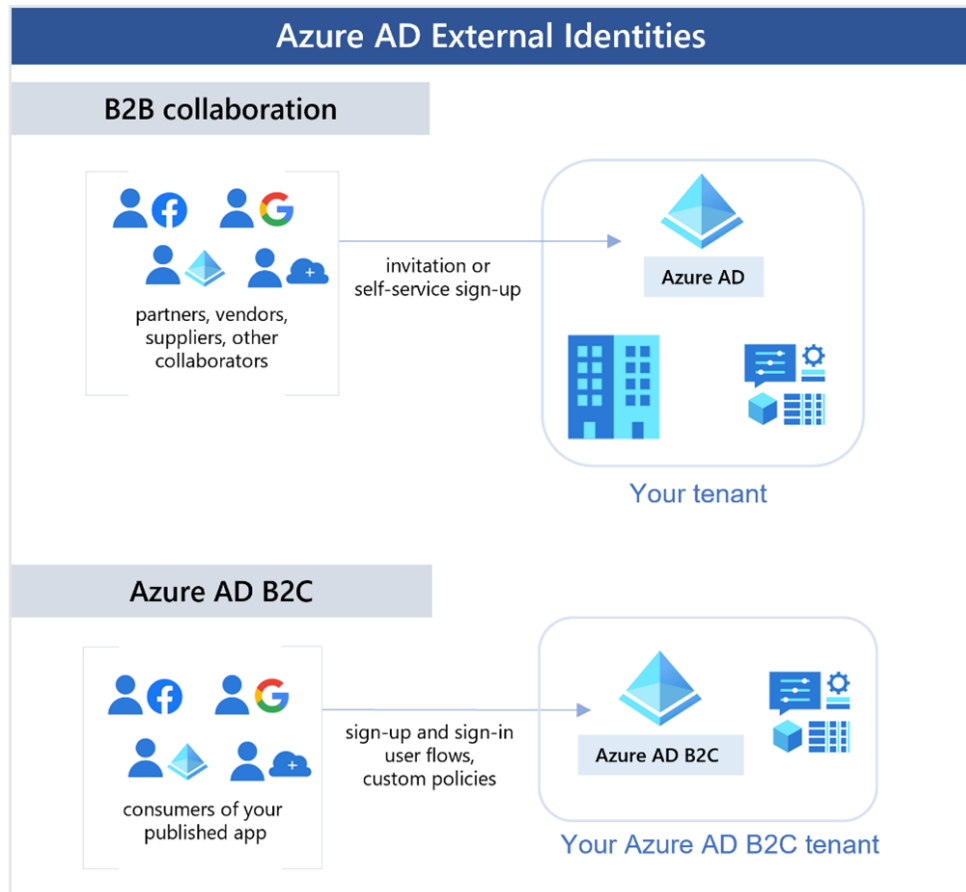 Azure AD External Identities
B2B collaboration
partners, vendors,
suppliers, other
collaborators
invitation or
self-service sign-up
Azure AD
Your tenant
Azure AD B2C
consumers of your
published app
sign-up and sign-in
user flows,
custom policies
Azure AD B2C
Your Azure AD B2C tenant